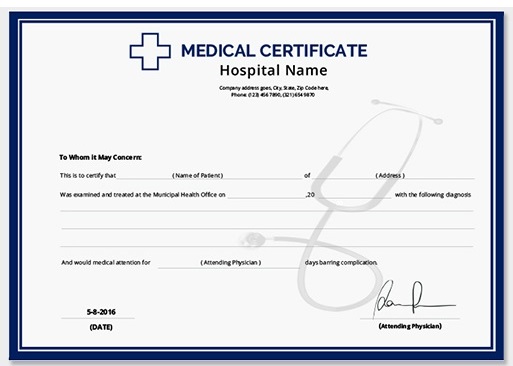 MEDICAL CERTIFICATE
Hospital Name
Company address goes, City, State, Zip Code here,
Phone: (123) 456 7890, (321) 654 9870
To Whom it May Concern:
This is to certify that ( Name of Patient ) of ( Address )
Was examined and treated at the Municipal Health Office on ,20 with the following diagnosis
And would medical attention for ( Attending Physician ) days barring complication.
5-8-2016
(DATE)
(Attending Physician)